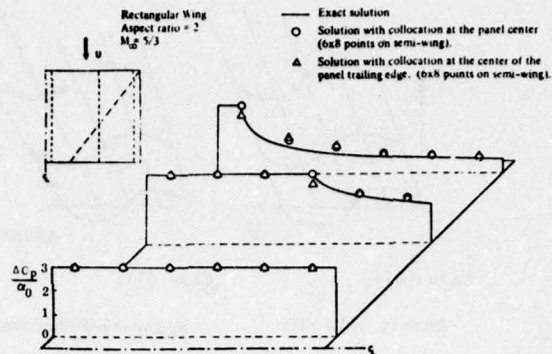 Rectangular Wing
Aspect ratio = 2
M∞ = 5/3
U
Exact solution
Solution with collocation at the panel center
(6x8 points on semi-wing).
Solution with collocation at the center of the
panel trailing edge. (6x8 points on semi-wing).
℄
ΔCp
α0
3
2
1
0
℄